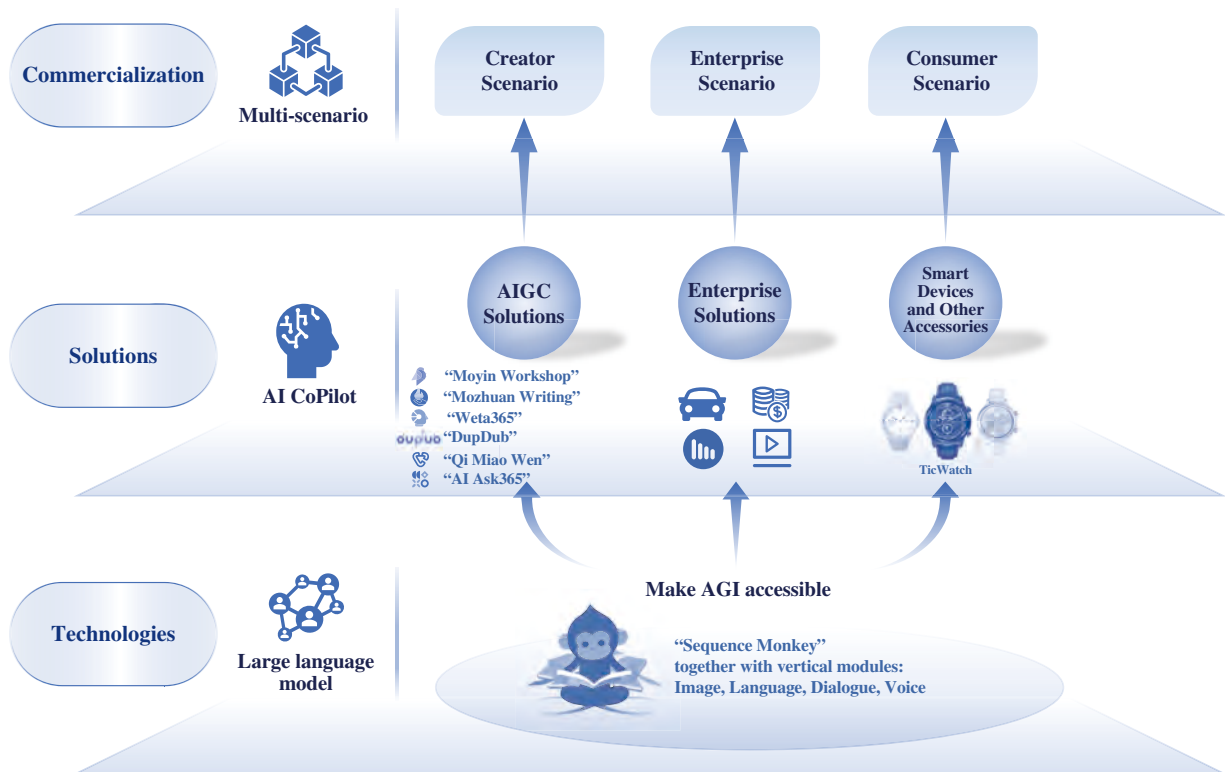 Commercialization
Multi-scenario
Creator
Scenario
Enterprise
Scenario
Consumer
Scenario
Solutions
AI CoPilot
AIGC
Solutions
Enterprise
Solutions
Smart
Devices
and Other
Accessories
“Moyin Workshop”
“Mozhuan Writing”
“Weta365”
dupdub “DupDub”
“Qi Miao Wen”
“AI Ask365”
TicWatch
Technologies
Large language
model
Make AGI accessible
“Sequence Monkey”
together with vertical modules:
Image, Language, Dialogue, Voice